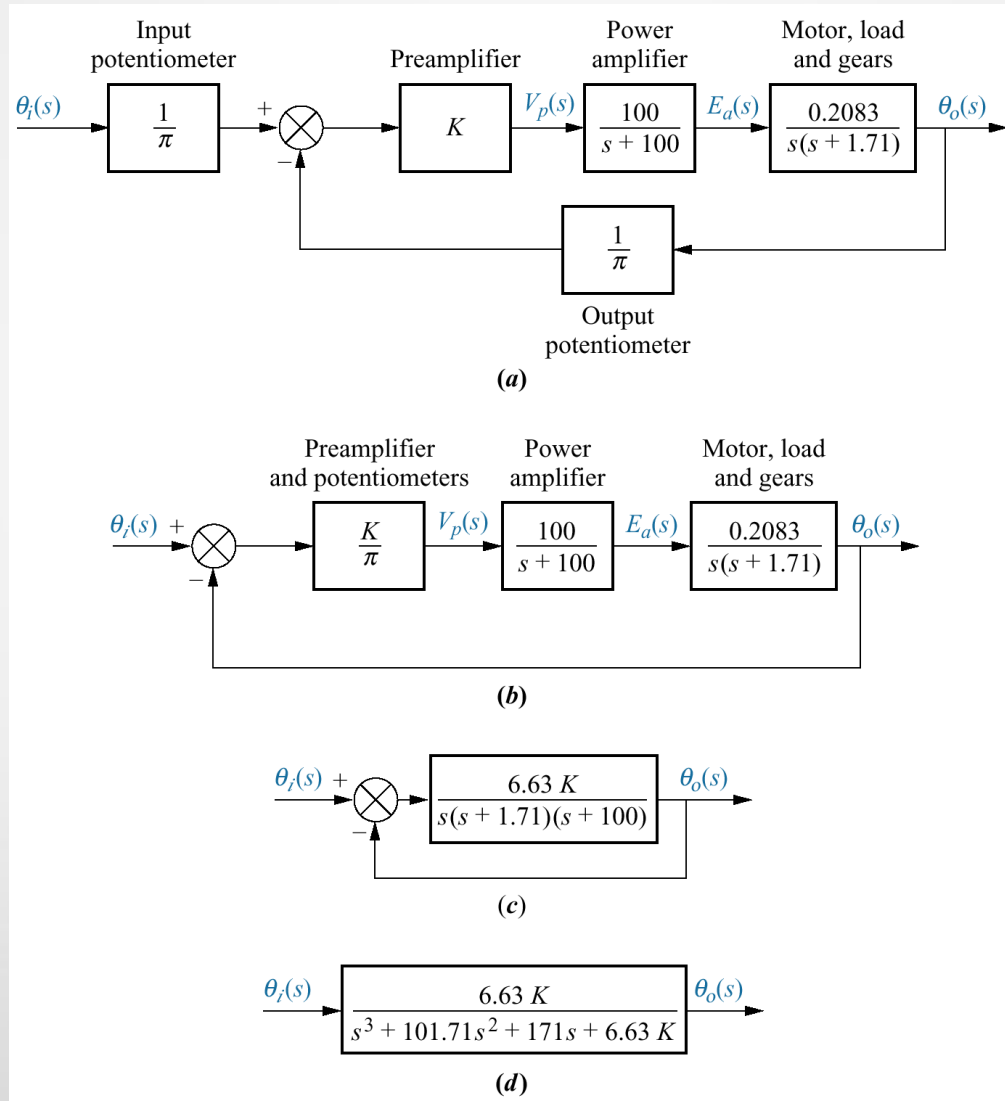 Input potentiometer
Preamplifier
Power amplifier
Motor, load and gears
θᵢ(s)
1/π
+
−
K
Vₚ(s)
100/(s + 100)
Eₐ(s)
0.2083/(s(s + 1.71))
θₒ(s)
1/π
Output potentiometer
(a)
Preamplifier and potentiometers
Power amplifier
Motor, load and gears
θᵢ(s)
+
−
K/π
Vₚ(s)
100/(s + 100)
Eₐ(s)
0.2083/(s(s + 1.71))
θₒ(s)
(b)
θᵢ(s)
+
−
6.63 K/(s(s + 1.71)(s + 100))
θₒ(s)
(c)
θᵢ(s)
6.63 K/(s³ + 101.71s² + 171s + 6.63 K)
θₒ(s)
(d)